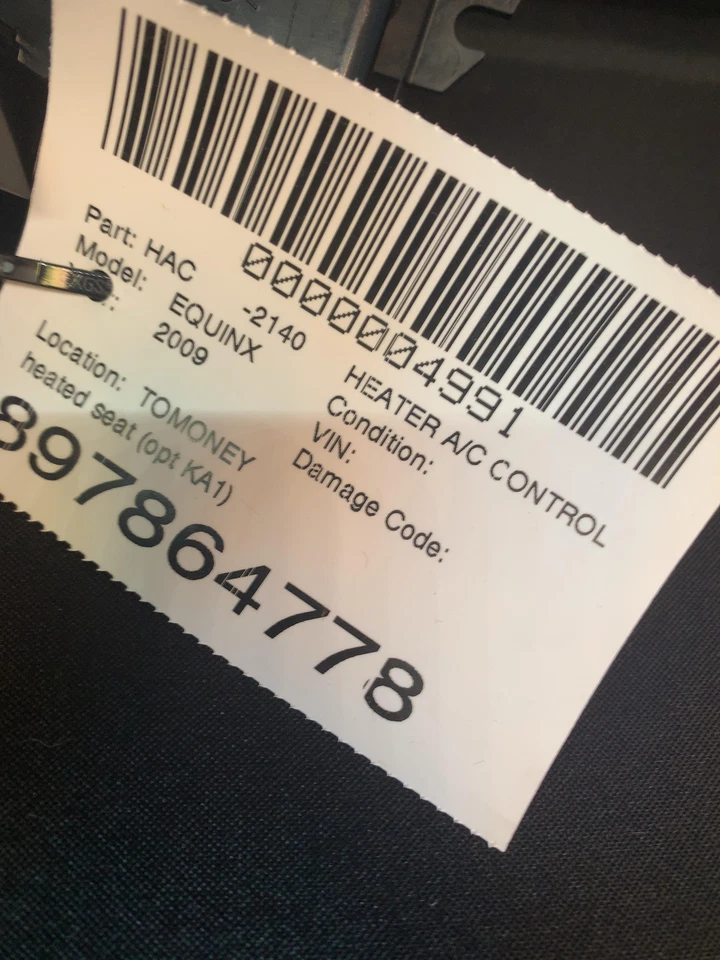 0000004991
Part: HAC -2140 HEATER A/C CONTROL
Model: EQUINX Condition:
2009 VIN:
Location: TOMONEY Damage Code:
heated seat (opt KA1)
897864778